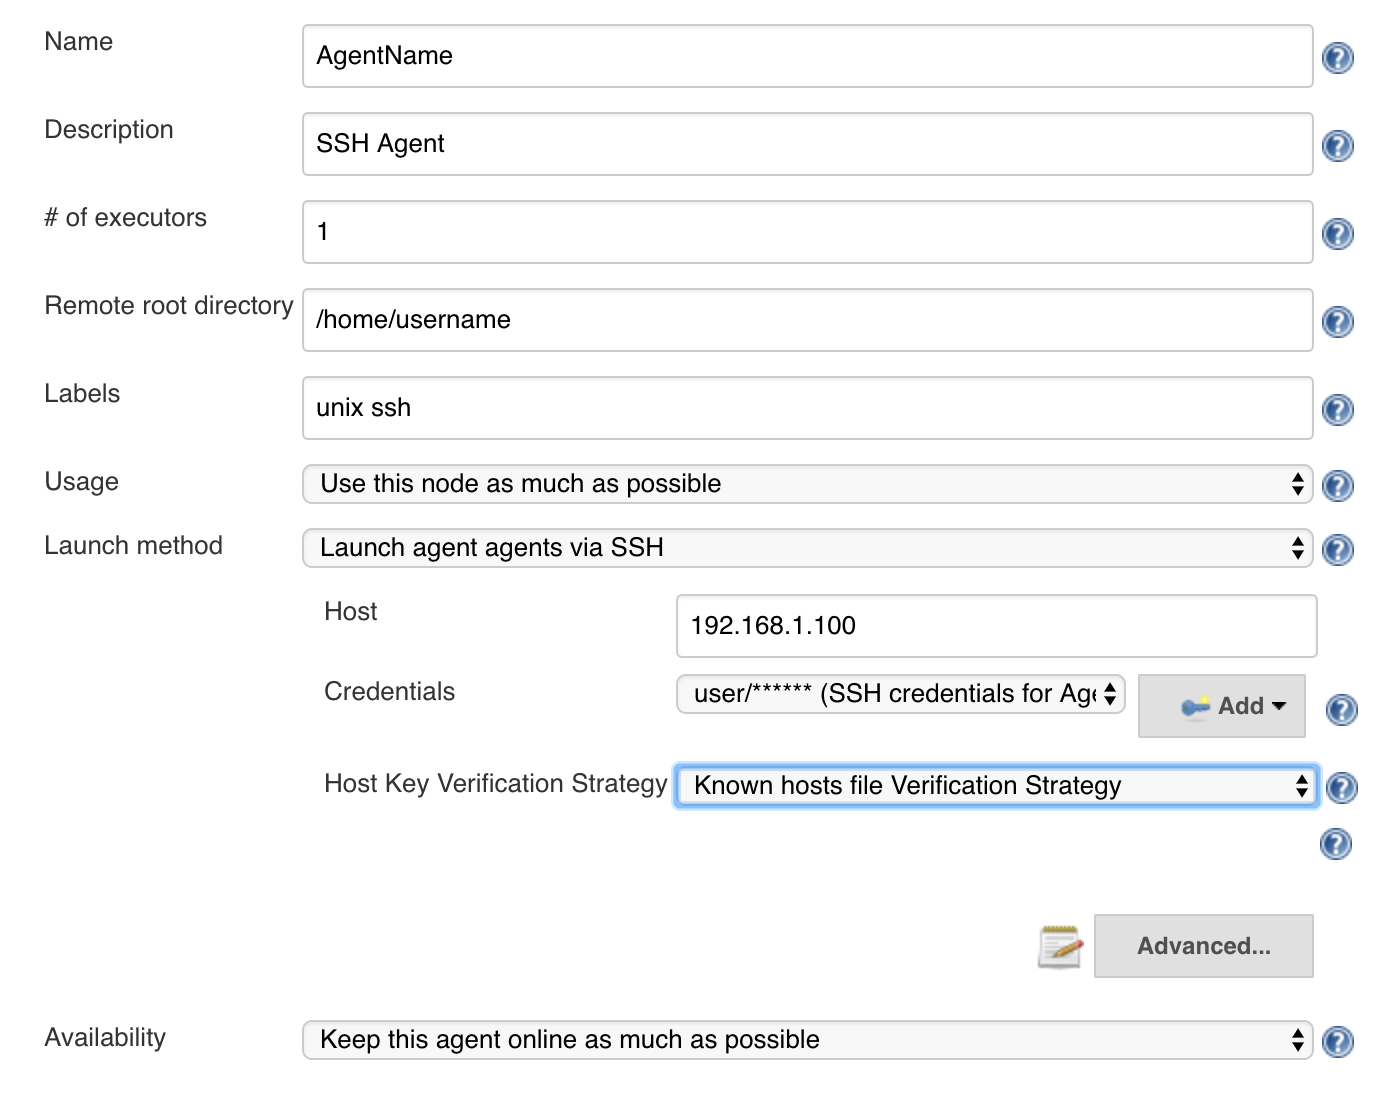 Name
AgentName
Description
SSH Agent
# of executors
1
Remote root directory
/home/username
Labels
unix ssh
Usage
Use this node as much as possible
Launch method
Launch agent agents via SSH
Host
192.168.1.100
Credentials
user/****** (SSH credentials for
Add
Host Key Verification Strategy
Known hosts file Verification Strategy
Advanced...
Availability
Keep this agent online as much as possible